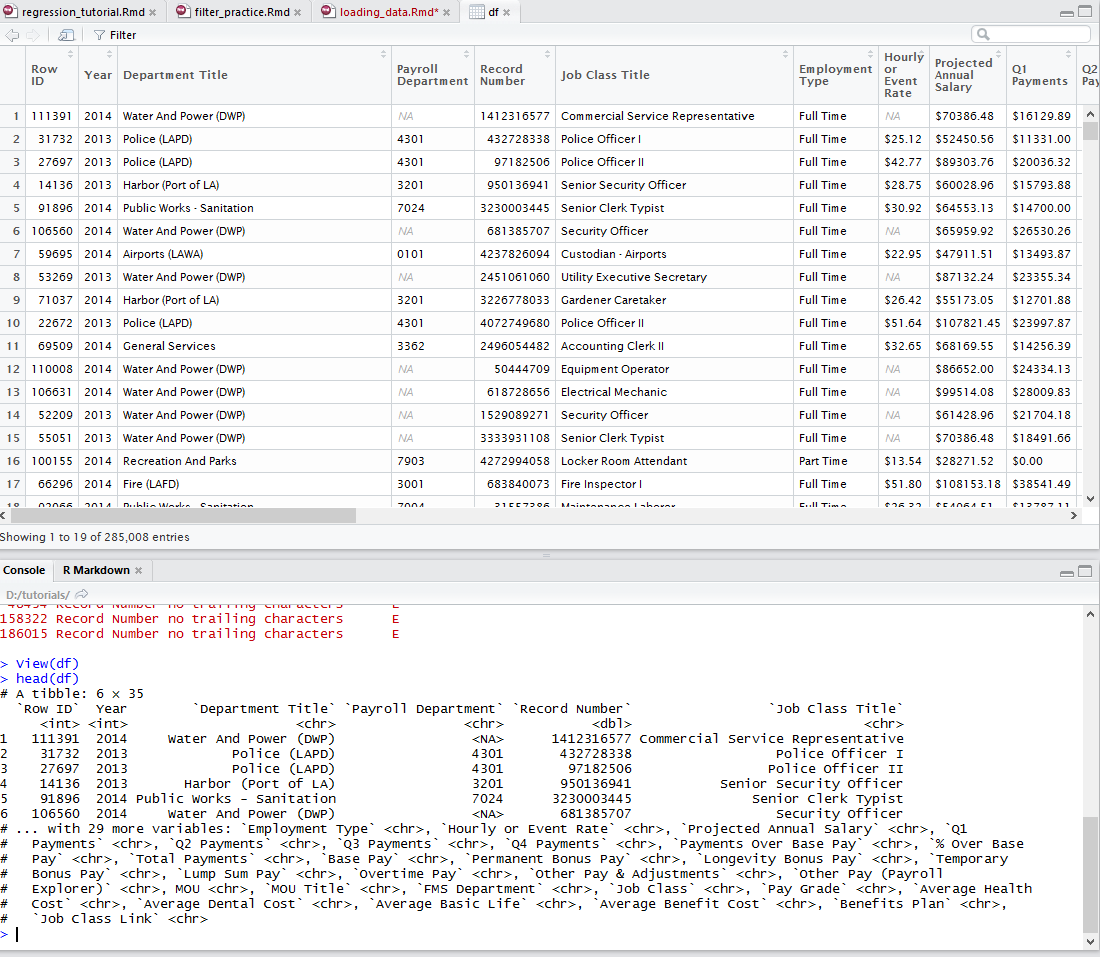 regression_tutorial.Rmd × filter_practice.Rmd × loading_data.Rmd* × df ×
Filter
Row ID Year Department Title Payroll Department Record Number Job Class Title Employment Type Hourly or Event Rate Projected Annual Salary Q1 Payments Q2 Pay
1 111391 2014 Water And Power (DWP) NA 1412316577 Commercial Service Representative Full Time NA $70386.48 $16129.89
2 31732 2013 Police (LAPD) 4301 432728338 Police Officer I Full Time $25.12 $52450.56 $11331.00
3 27697 2013 Police (LAPD) 4301 97182506 Police Officer II Full Time $42.77 $89303.76 $20036.32
4 14136 2013 Harbor (Port of LA) 3201 950136941 Senior Security Officer Full Time $28.75 $60028.96 $15793.88
5 91896 2014 Public Works - Sanitation 7024 3230003445 Senior Clerk Typist Full Time $30.92 $64553.13 $14700.00
6 106560 2014 Water And Power (DWP) NA 681385707 Security Officer Full Time NA $65959.92 $26530.26
7 59695 2014 Airports (LAWA) 0101 4237826094 Custodian - Airports Full Time $22.95 $47911.51 $13493.87
8 53269 2013 Water And Power (DWP) NA 2451061060 Utility Executive Secretary Full Time NA $87132.24 $23355.34
9 71037 2014 Harbor (Port of LA) 3201 3226778033 Gardener Caretaker Full Time $26.42 $55173.05 $12701.88
10 22672 2013 Police (LAPD) 4301 4072749680 Police Officer II Full Time $51.64 $107821.45 $23997.87
11 69509 2014 General Services 3362 2496054482 Accounting Clerk II Full Time $32.65 $68169.55 $14256.39
12 110008 2014 Water And Power (DWP) NA 50444709 Equipment Operator Full Time NA $86652.00 $24334.13
13 106631 2014 Water And Power (DWP) NA 618728656 Electrical Mechanic Full Time NA $99514.08 $28009.83
14 52209 2013 Water And Power (DWP) NA 1529089271 Security Officer Full Time NA $61428.96 $21704.18
15 55051 2013 Water And Power (DWP) NA 3333931108 Senior Clerk Typist Full Time NA $70386.48 $18491.66
16 100155 2014 Recreation And Parks 7903 4272994058 Locker Room Attendant Part Time $13.54 $28271.52 $0.00
17 66296 2014 Fire (LAFD) 3001 683840073 Fire Inspector I Full Time $51.80 $108153.18 $38541.49
2014 Public Works - Sanitation Maintenance Laborer Full Time
Showing 1 to 19 of 285,008 entries
Console R Markdown ×
D:/tutorials/
Record Number no trailing characters E
158322 Record Number no trailing characters E
186015 Record Number no trailing characters E
> View(df)
> head(df)
# A tibble: 6 × 35
`Row ID` Year `Department Title` `Payroll Department` `Record Number` `Job Class Title`
<int> <int> <chr> <chr> <dbl> <chr>
1 111391 2014 Water And Power (DWP) <NA> 1412316577 Commercial Service Representative
2 31732 2013 Police (LAPD) 4301 432728338 Police Officer I
3 27697 2013 Police (LAPD) 4301 97182506 Police Officer II
4 14136 2013 Harbor (Port of LA) 3201 950136941 Senior Security Officer
5 91896 2014 Public Works - Sanitation 7024 3230003445 Senior Clerk Typist
6 106560 2014 Water And Power (DWP) <NA> 681385707 Security Officer
# ... with 29 more variables: `Employment Type` <chr>, `Hourly or Event Rate` <chr>, `Projected Annual Salary` <chr>, `Q1
# Payments` <chr>, `Q2 Payments` <chr>, `Q3 Payments` <chr>, `Q4 Payments` <chr>, `Payments Over Base Pay` <chr>, `% Over Base
# Pay` <chr>, `Total Payments` <chr>, `Base Pay` <chr>, `Permanent Bonus Pay` <chr>, `Longevity Bonus Pay` <chr>, `Temporary
# Bonus Pay` <chr>, `Lump Sum Pay` <chr>, `Overtime Pay` <chr>, `Other Pay & Adjustments` <chr>, `Other Pay (Payroll
# Explorer)` <chr>, MOU <chr>, `MOU Title` <chr>, `FMS Department` <chr>, `Job Class` <chr>, `Pay Grade` <chr>, `Average Health
# Cost` <chr>, `Average Dental Cost` <chr>, `Average Basic Life` <chr>, `Average Benefit Cost` <chr>, `Benefits Plan` <chr>,
# `Job Class Link` <chr>
>